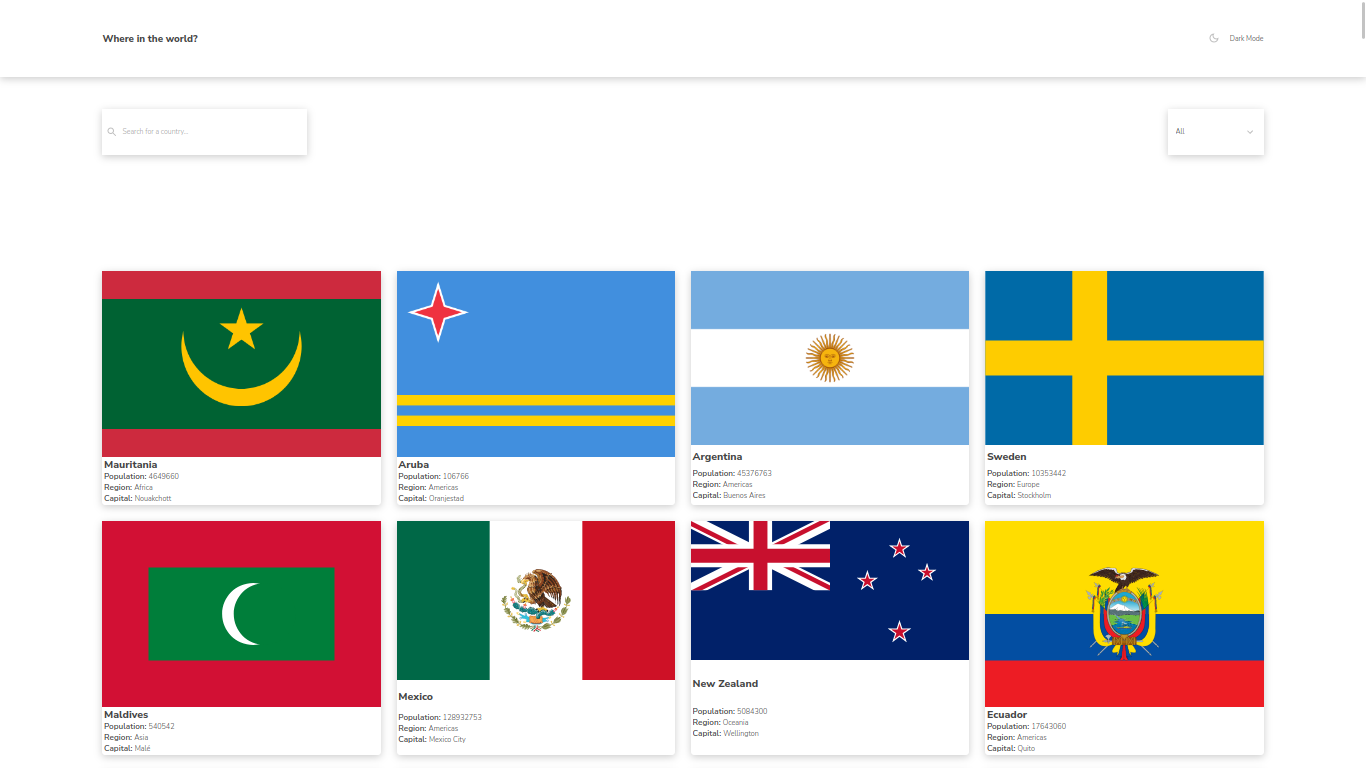 Where in the world?
Dark Mode
Search for a country...
All
Mauritania
Population: 4649660
Region: Africa
Capital: Nouakchott
Aruba
Population: 106766
Region: Americas
Capital: Oranjestad
Argentina
Population: 45376763
Region: Americas
Capital: Buenos Aires
Sweden
Population: 10353442
Region: Europe
Capital: Stockholm
Maldives
Population: 540542
Region: Asia
Capital: Malé
Mexico
Population: 128932753
Region: Americas
Capital: Mexico City
New Zealand
Population: 5084300
Region: Oceania
Capital: Wellington
Ecuador
Population: 17643060
Region: Americas
Capital: Quito